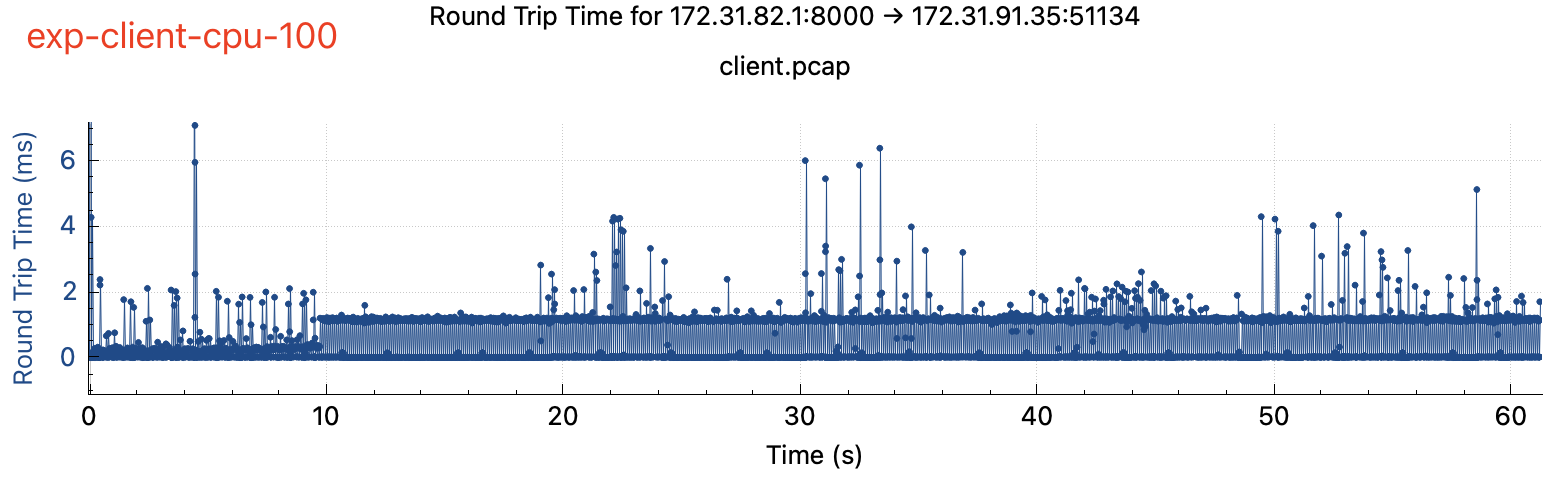 exp-client-cpu-100
Round Trip Time for 172.31.82.1:8000 → 172.31.91.35:51134
client.pcap
Round Trip Time (ms)
6
4
2
0
0 10 20 30 40 50 60
Time (s)